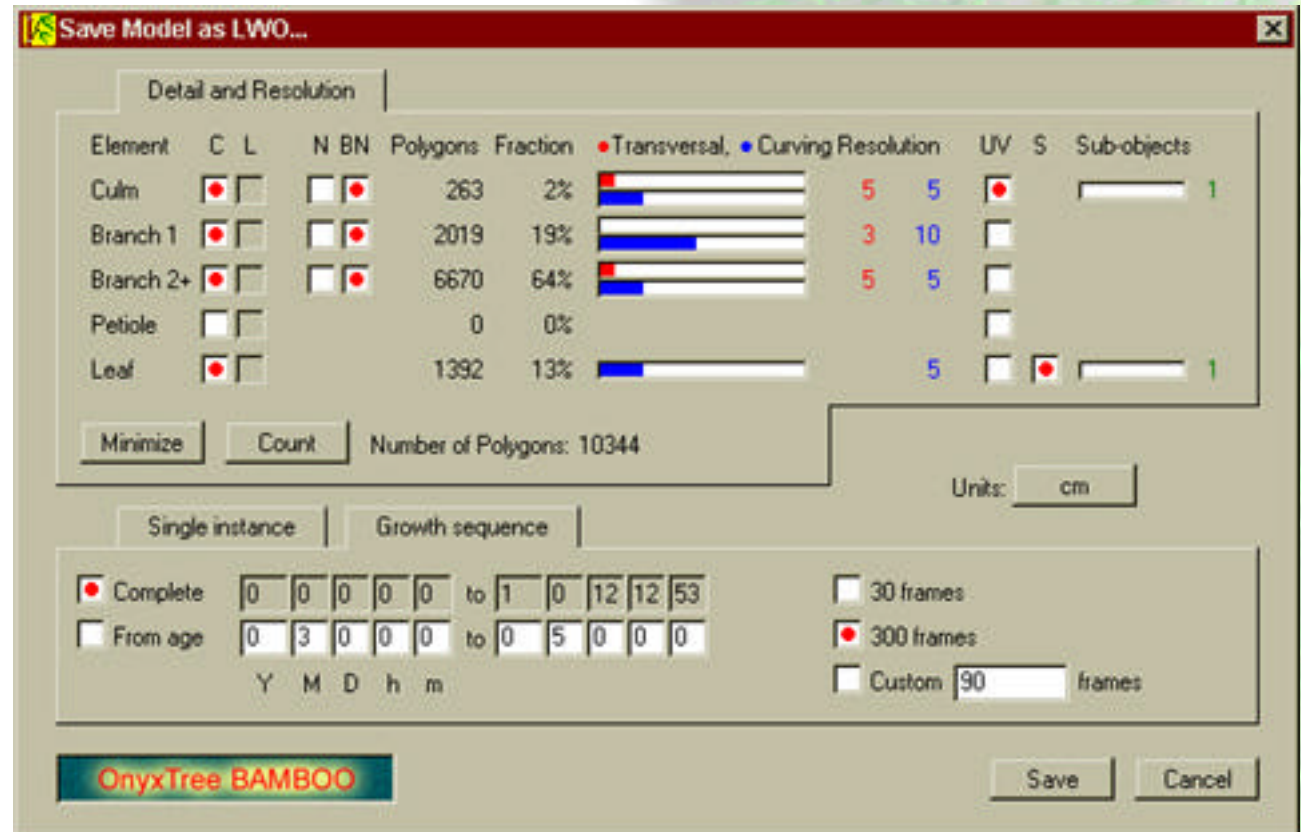 Save Model as LWO...
Detail and Resolution
Element C L N BN Polygons Fraction •Transversal, •Curving Resolution UV S Sub-objects
Culm 263 2% 5 5 1
Branch 1 2019 19% 3 10
Branch 2+ 6670 64% 5 5
Petiole 0 0%
Leaf 1392 13% 5 1
Minimize Count Number of Polygons: 10344
Units: cm
Single instance Growth sequence
Complete 0 0 0 0 0 to 1 0 12 12 53 30 frames
From age 0 3 0 0 0 to 0 5 0 0 0 300 frames
Y M D h m Custom 90 frames
OnyxTree BAMBOO Save Cancel